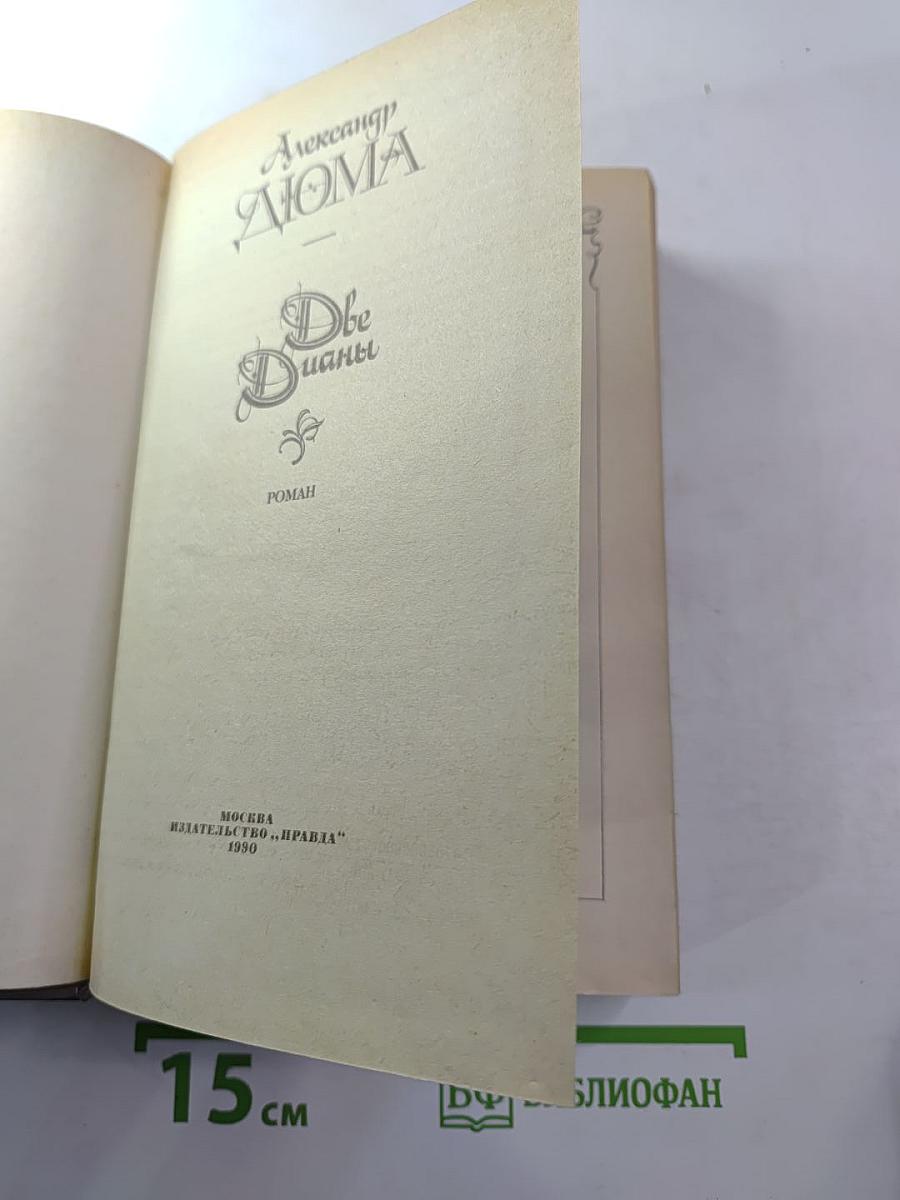 Александр
ДЮМА
Две
Дианы
РОМАН
МОСКВА
ИЗДАТЕЛЬСТВО „ПРАВДА“
1990
15 см
БФ БИБЛИОФАН